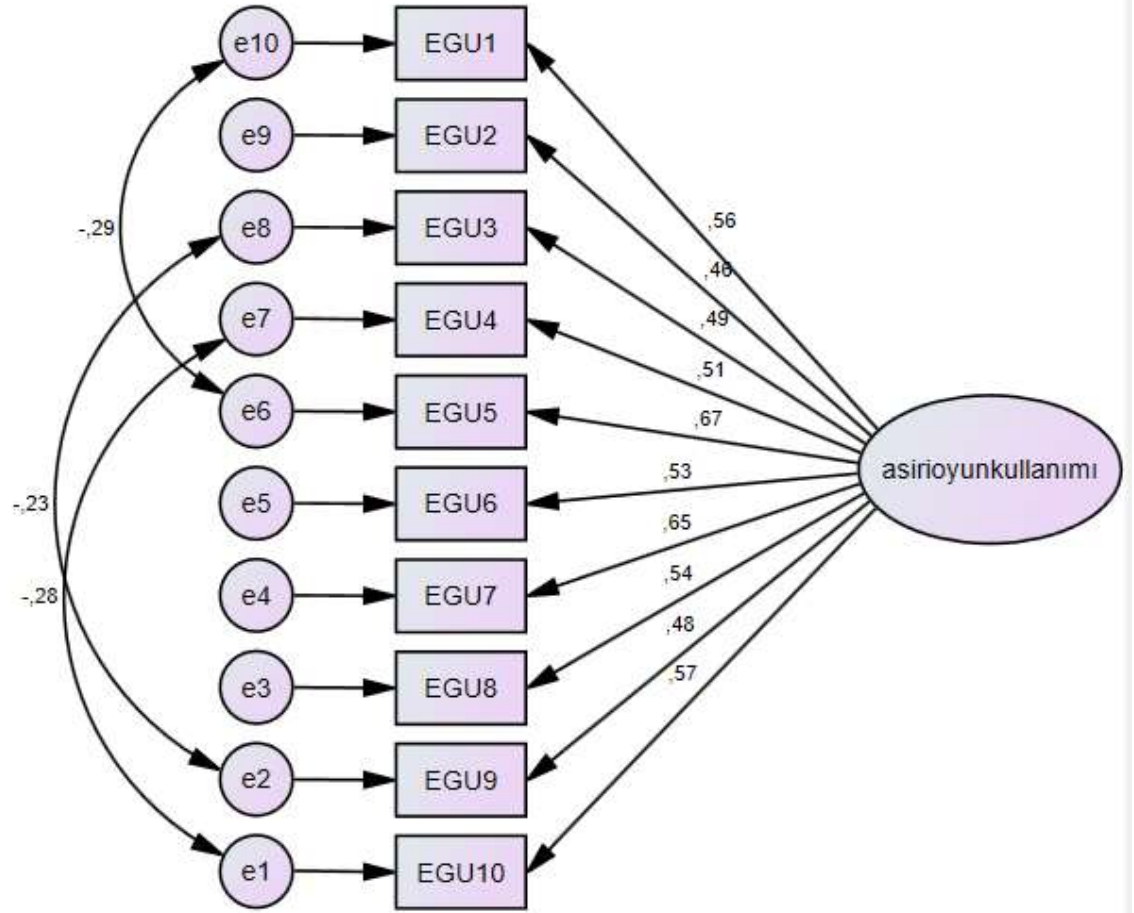 e10
EGU1
e9
EGU2
-,29
e8
EGU3
,56
,46
e7
EGU4
,49
,51
e6
EGU5
,67
asirioyunkullanımı
-,23
e5
EGU6
,53
,65
-,28
e4
EGU7
,54
,48
e3
EGU8
,57
e2
EGU9
e1
EGU10